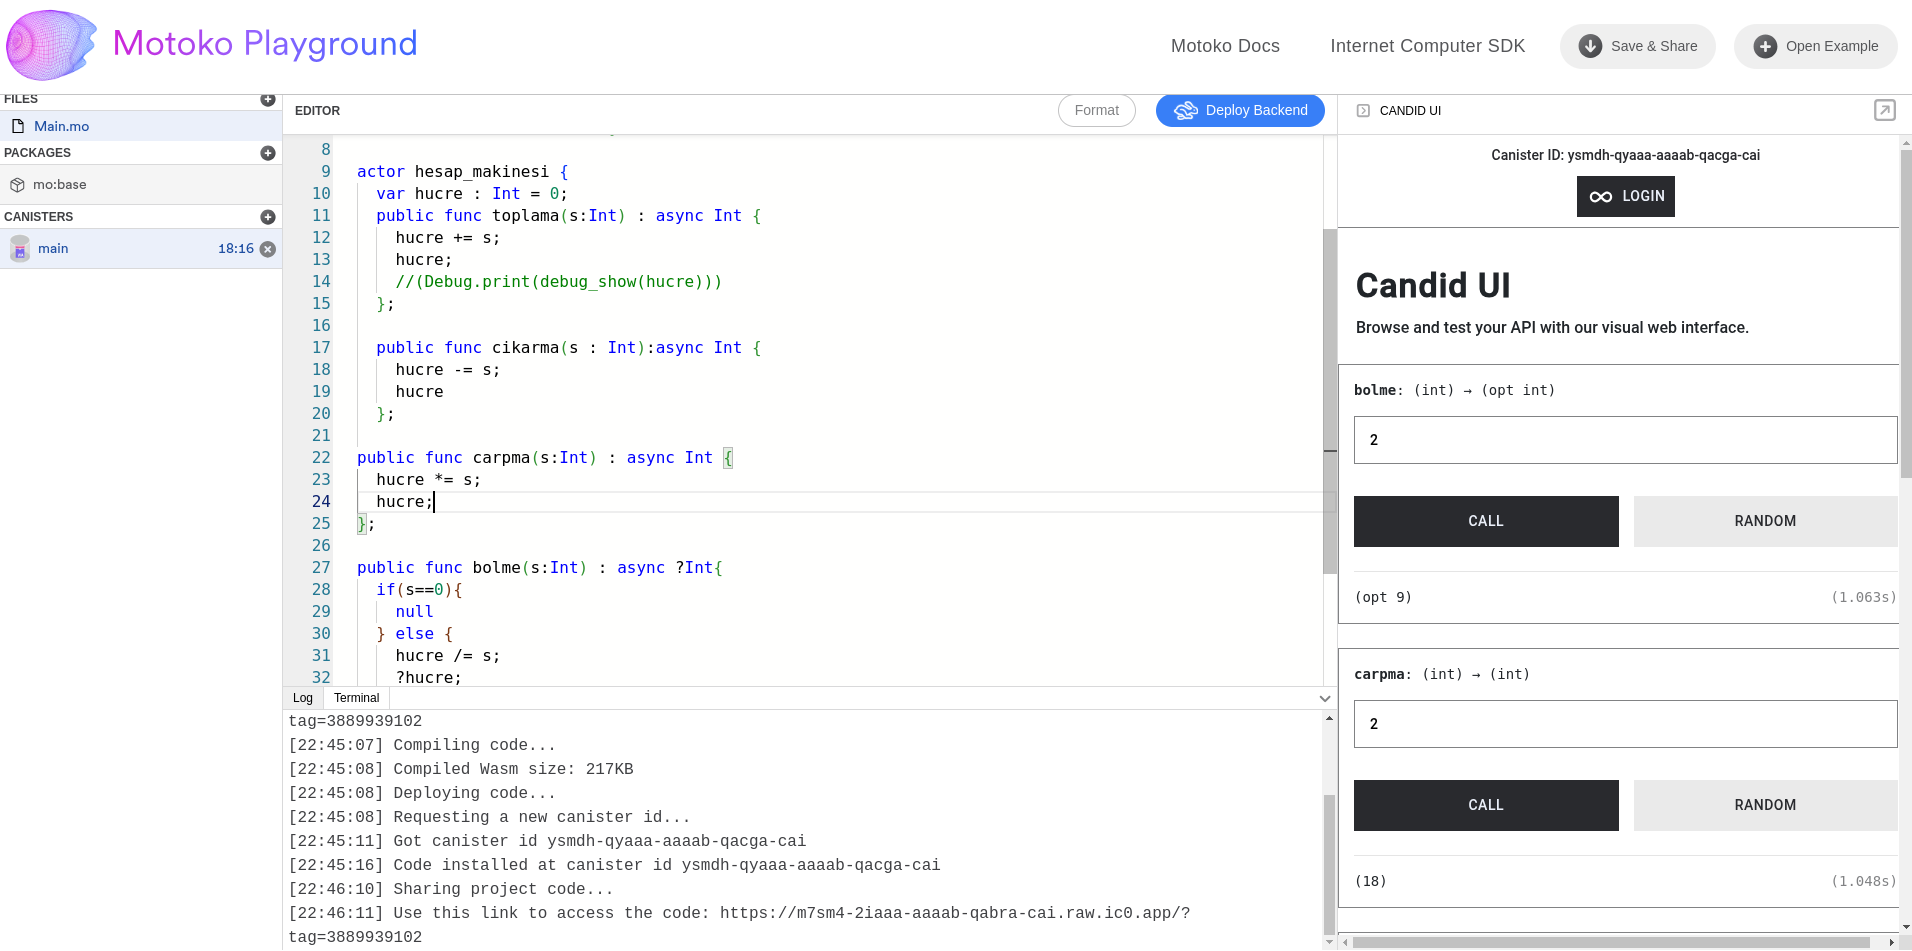 Motoko Playground
Motoko Docs
Internet Computer SDK
Save & Share
Open Example
FILES
Main.mo
PACKAGES
mo:base
CANISTERS
main 18:16
EDITOR
Format
Deploy Backend
8
9 actor hesap_makinesi {
10 var hucre : Int = 0;
11 public func toplama(s:Int) : async Int {
12 hucre += s;
13 hucre;
14 //(Debug.print(debug_show(hucre)))
15 };
16
17 public func cikarma(s : Int):async Int {
18 hucre -= s;
19 hucre
20 };
21
22 public func carpma(s:Int) : async Int {
23 hucre *= s;
24 hucre;
25 };
26
27 public func bolme(s:Int) : async ?Int{
28 if(s==0){
29 null
30 } else {
31 hucre /= s;
32 ?hucre;
Log Terminal
tag=3889939102
[22:45:07] Compiling code...
[22:45:08] Compiled Wasm size: 217KB
[22:45:08] Deploying code...
[22:45:08] Requesting a new canister id...
[22:45:11] Got canister id ysmdh-qyaaa-aaaab-qacga-cai
[22:45:16] Code installed at canister id ysmdh-qyaaa-aaaab-qacga-cai
[22:46:10] Sharing project code...
[22:46:11] Use this link to access the code: https://m7sm4-2iaaa-aaaab-qabra-cai.raw.ic0.app/?
tag=3889939102
CANDID UI
Canister ID: ysmdh-qyaaa-aaaab-qacga-cai
LOGIN
Candid UI
Browse and test your API with our visual web interface.
bolme: (int) → (opt int)
2
CALL RANDOM
(opt 9) (1.063s)
carpma: (int) → (int)
2
CALL RANDOM
(18) (1.048s)